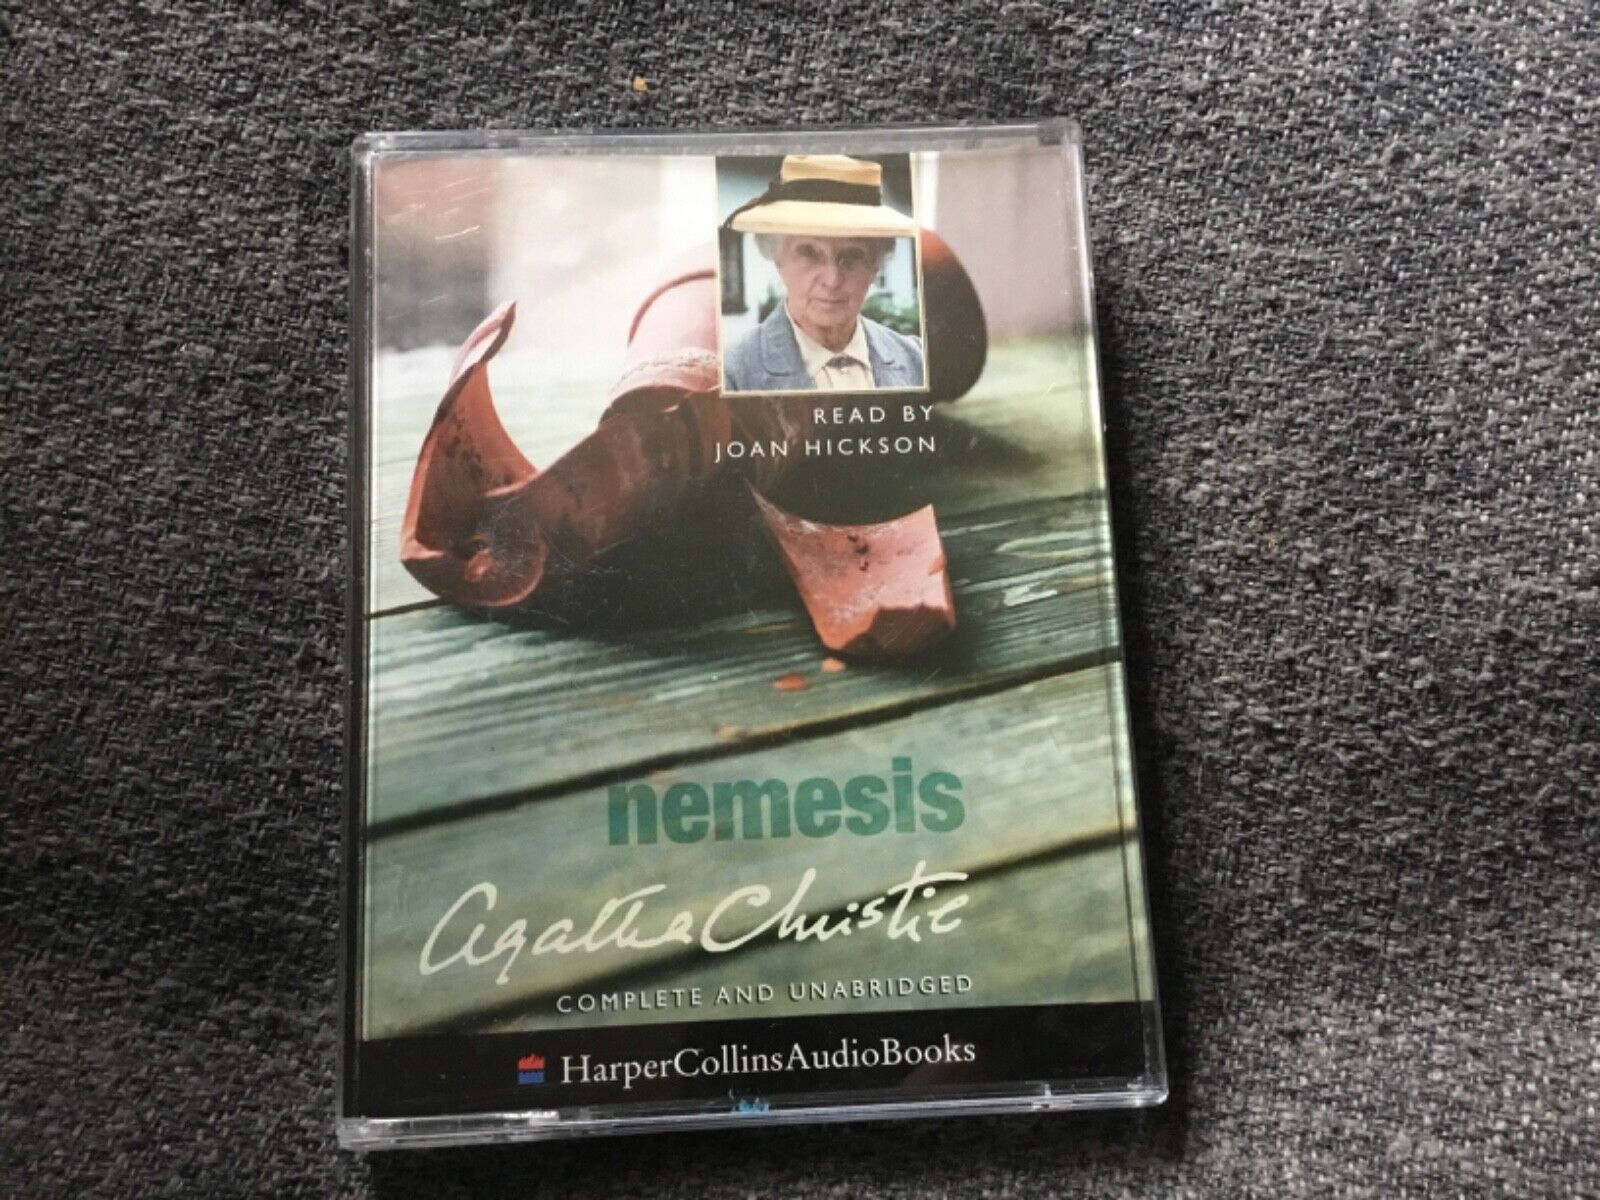 READ BY
JOAN HICKSON
nemesis
Agatha Christie
COMPLETE AND UNABRIDGED
HarperCollinsAudioBooks